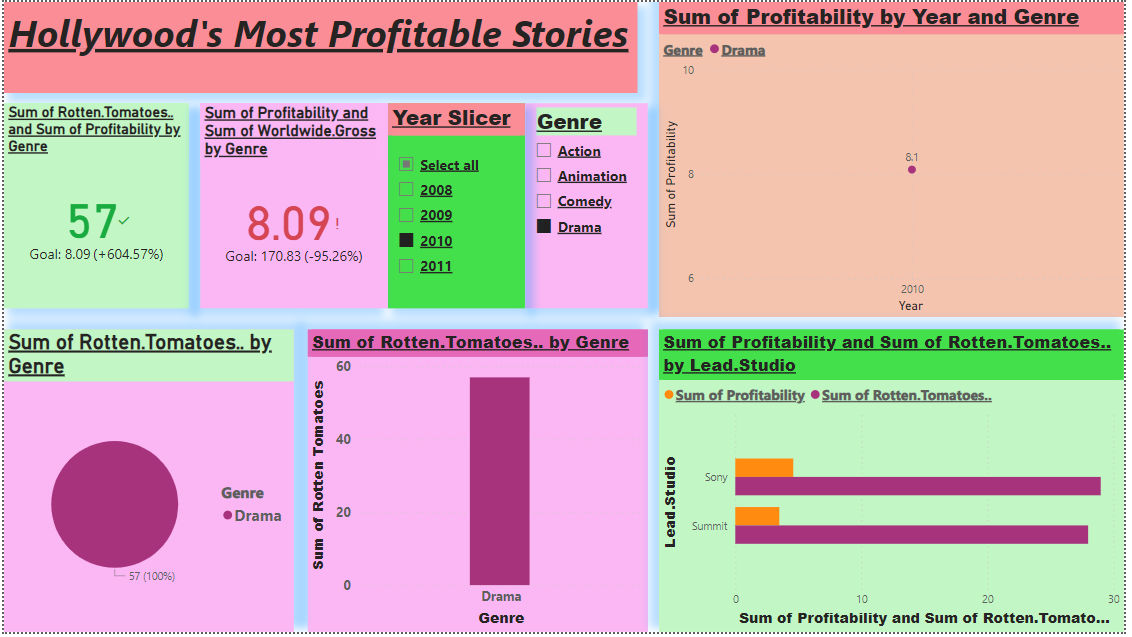 Hollywood's Most Profitable Stories
Sum of Rotten.Tomatoes..
and Sum of Profitability by
Genre
57
Goal: 8.09 (+604.57%)
Sum of Profitability and
Sum of Worldwide.Gross
by Genre
8.09!
Goal: 170.83 (-95.26%)
Year Slicer
Select all
2008
2009
2010
2011
Genre
Action
Animation
Comedy
Drama
Sum of Profitability by Year and Genre
Genre Drama
Sum of Profitability
10
8
6
8.1
2010
Year
Sum of Rotten.Tomatoes.. by
Genre
Genre
Drama
57 (100%)
Sum of Rotten.Tomatoes.. by Genre
Sum of Rotten Tomatoes
60
40
20
0
Drama
Genre
Sum of Profitability and Sum of Rotten.Tomatoes..
by Lead.Studio
Sum of Profitability Sum of Rotten.Tomatoes..
Lead.Studio
Sony
Summit
0 10 20 30
Sum of Profitability and Sum of Rotten.Tomato...